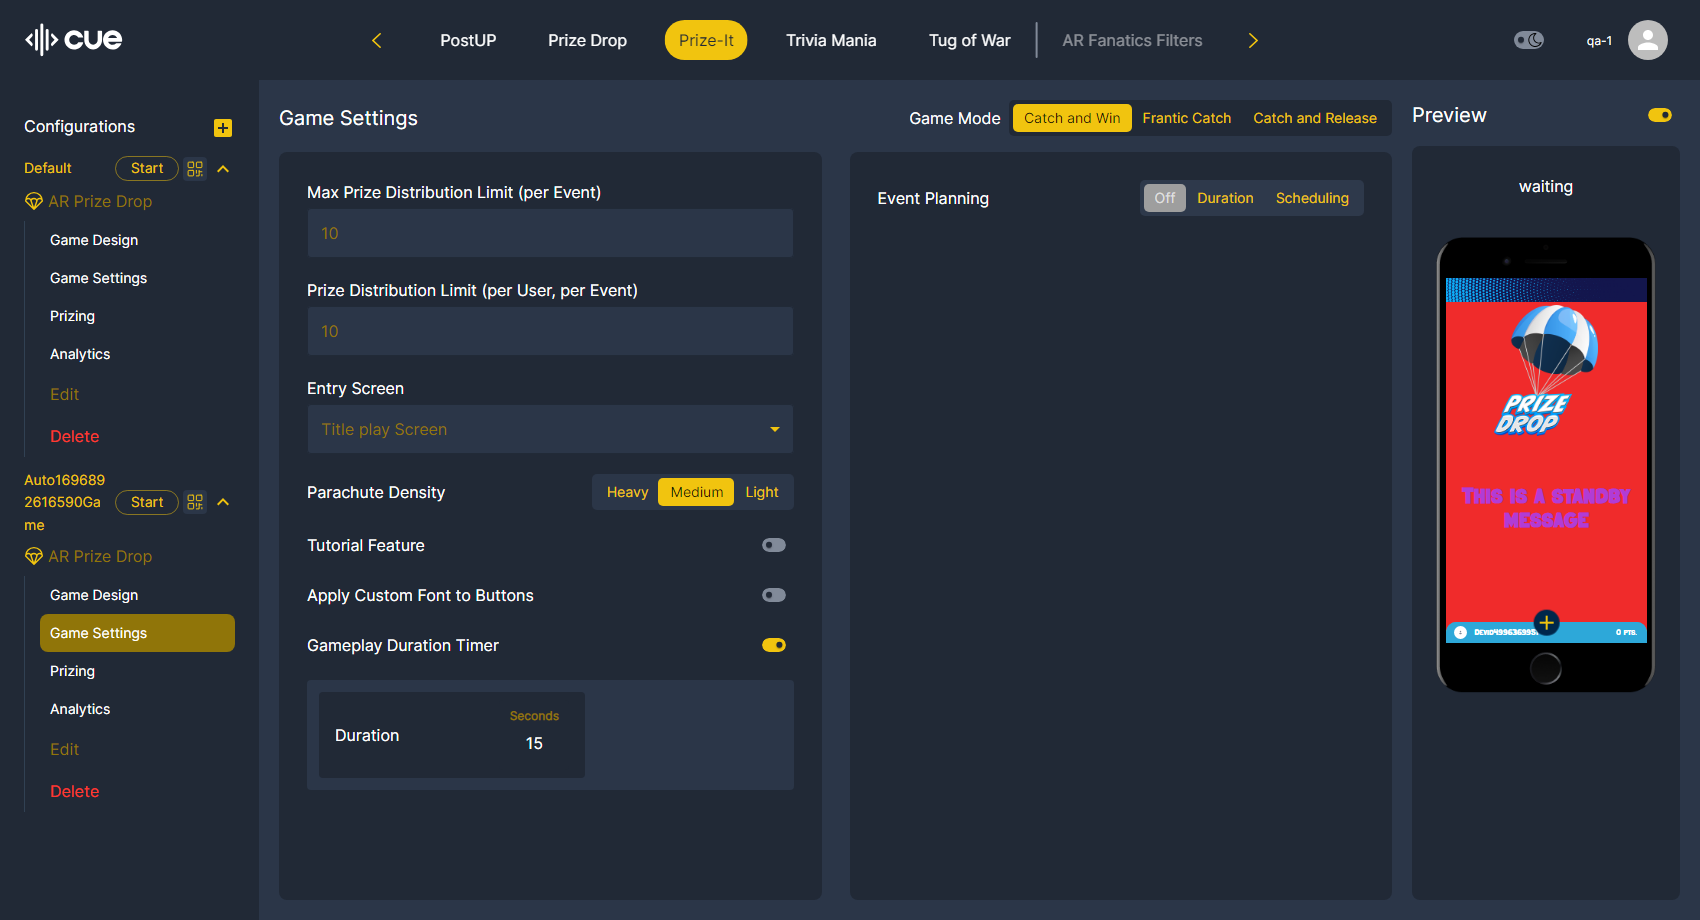 cue
PostUP
Prize Drop
Prize-It
Trivia Mania
Tug of War
AR Fanatics Filters
qa-1
Configurations
Default
Start
AR Prize Drop
Game Design
Game Settings
Prizing
Analytics
Edit
Delete
Auto169689
2616590Ga
me
Start
AR Prize Drop
Game Design
Game Settings
Prizing
Analytics
Edit
Delete
Game Settings
Game Mode
Catch and Win
Frantic Catch
Catch and Release
Max Prize Distribution Limit (per Event)
10
Prize Distribution Limit (per User, per Event)
10
Entry Screen
Title play Screen
Parachute Density
Heavy
Medium
Light
Tutorial Feature
Apply Custom Font to Buttons
Gameplay Duration Timer
Duration
Seconds
15
Event Planning
Off
Duration
Scheduling
Preview
waiting
PRIZE
DROP
THIS IS A STANDBY
MESSAGE
0 PTS.